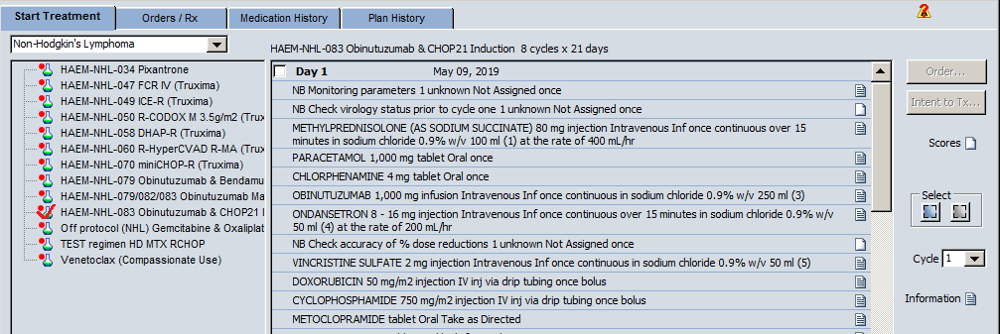 Start Treatment
Orders / Rx
Medication History
Plan History
Non-Hodgkin's Lymphoma
HAEM-NHL-034 Pixantrone
HAEM-NHL-047 FCR IV (Truxima)
HAEM-NHL-049 ICE-R (Truxima)
HAEM-NHL-050 R-CODOX M 3.5g/m2 (Trux
HAEM-NHL-058 DHAP-R (Truxima)
HAEM-NHL-060 R-HyperCVAD R-MA (Trux
HAEM-NHL-070 miniCHOP-R (Truxima)
HAEM-NHL-079 Obinutuzumab & Bendamu
HAEM-NHL-079/082/083 Obinutuzumab Ma
HAEM-NHL-083 Obinutuzumab & CHOP21 I
Off protocol (NHL) Gemcitabine & Oxaliplat
TEST regimen HD MTX RCHOP
Venetoclax (Compassionate Use)
HAEM-NHL-083 Obinutuzumab & CHOP21 Induction 8 cycles x 21 days
Day 1 May 09, 2019
NB Monitoring parameters 1 unknown Not Assigned once
NB Check virology status prior to cycle one 1 unknown Not Assigned once
METHYLPREDNISOLONE (AS SODIUM SUCCINATE) 80 mg injection Intravenous Inf once continuous over 15
minutes in sodium chloride 0.9% w/v 100 ml (1) at the rate of 400 mL/hr
PARACETAMOL 1,000 mg tablet Oral once
CHLORPHENAMINE 4 mg tablet Oral once
OBINUTUZUMAB 1,000 mg infusion Intravenous Inf once continuous in sodium chloride 0.9% w/v 250 ml (3)
ONDANSETRON 8 - 16 mg injection Intravenous Inf once continuous over 15 minutes in sodium chloride 0.9% w/v
50 ml (4) at the rate of 200 mL/hr
NB Check accuracy of % dose reductions 1 unknown Not Assigned once
VINCRISTINE SULFATE 2 mg injection Intravenous Inf once continuous in sodium chloride 0.9% w/v 50 ml (5)
DOXORUBICIN 50 mg/m2 injection IV inj via drip tubing once bolus
CYCLOPHOSPHAMIDE 750 mg/m2 injection IV inj via drip tubing once bolus
METOCLOPRAMIDE tablet Oral Take as Directed
Order...
Intent to Tx...
Scores
Select
Cycle 1
Information